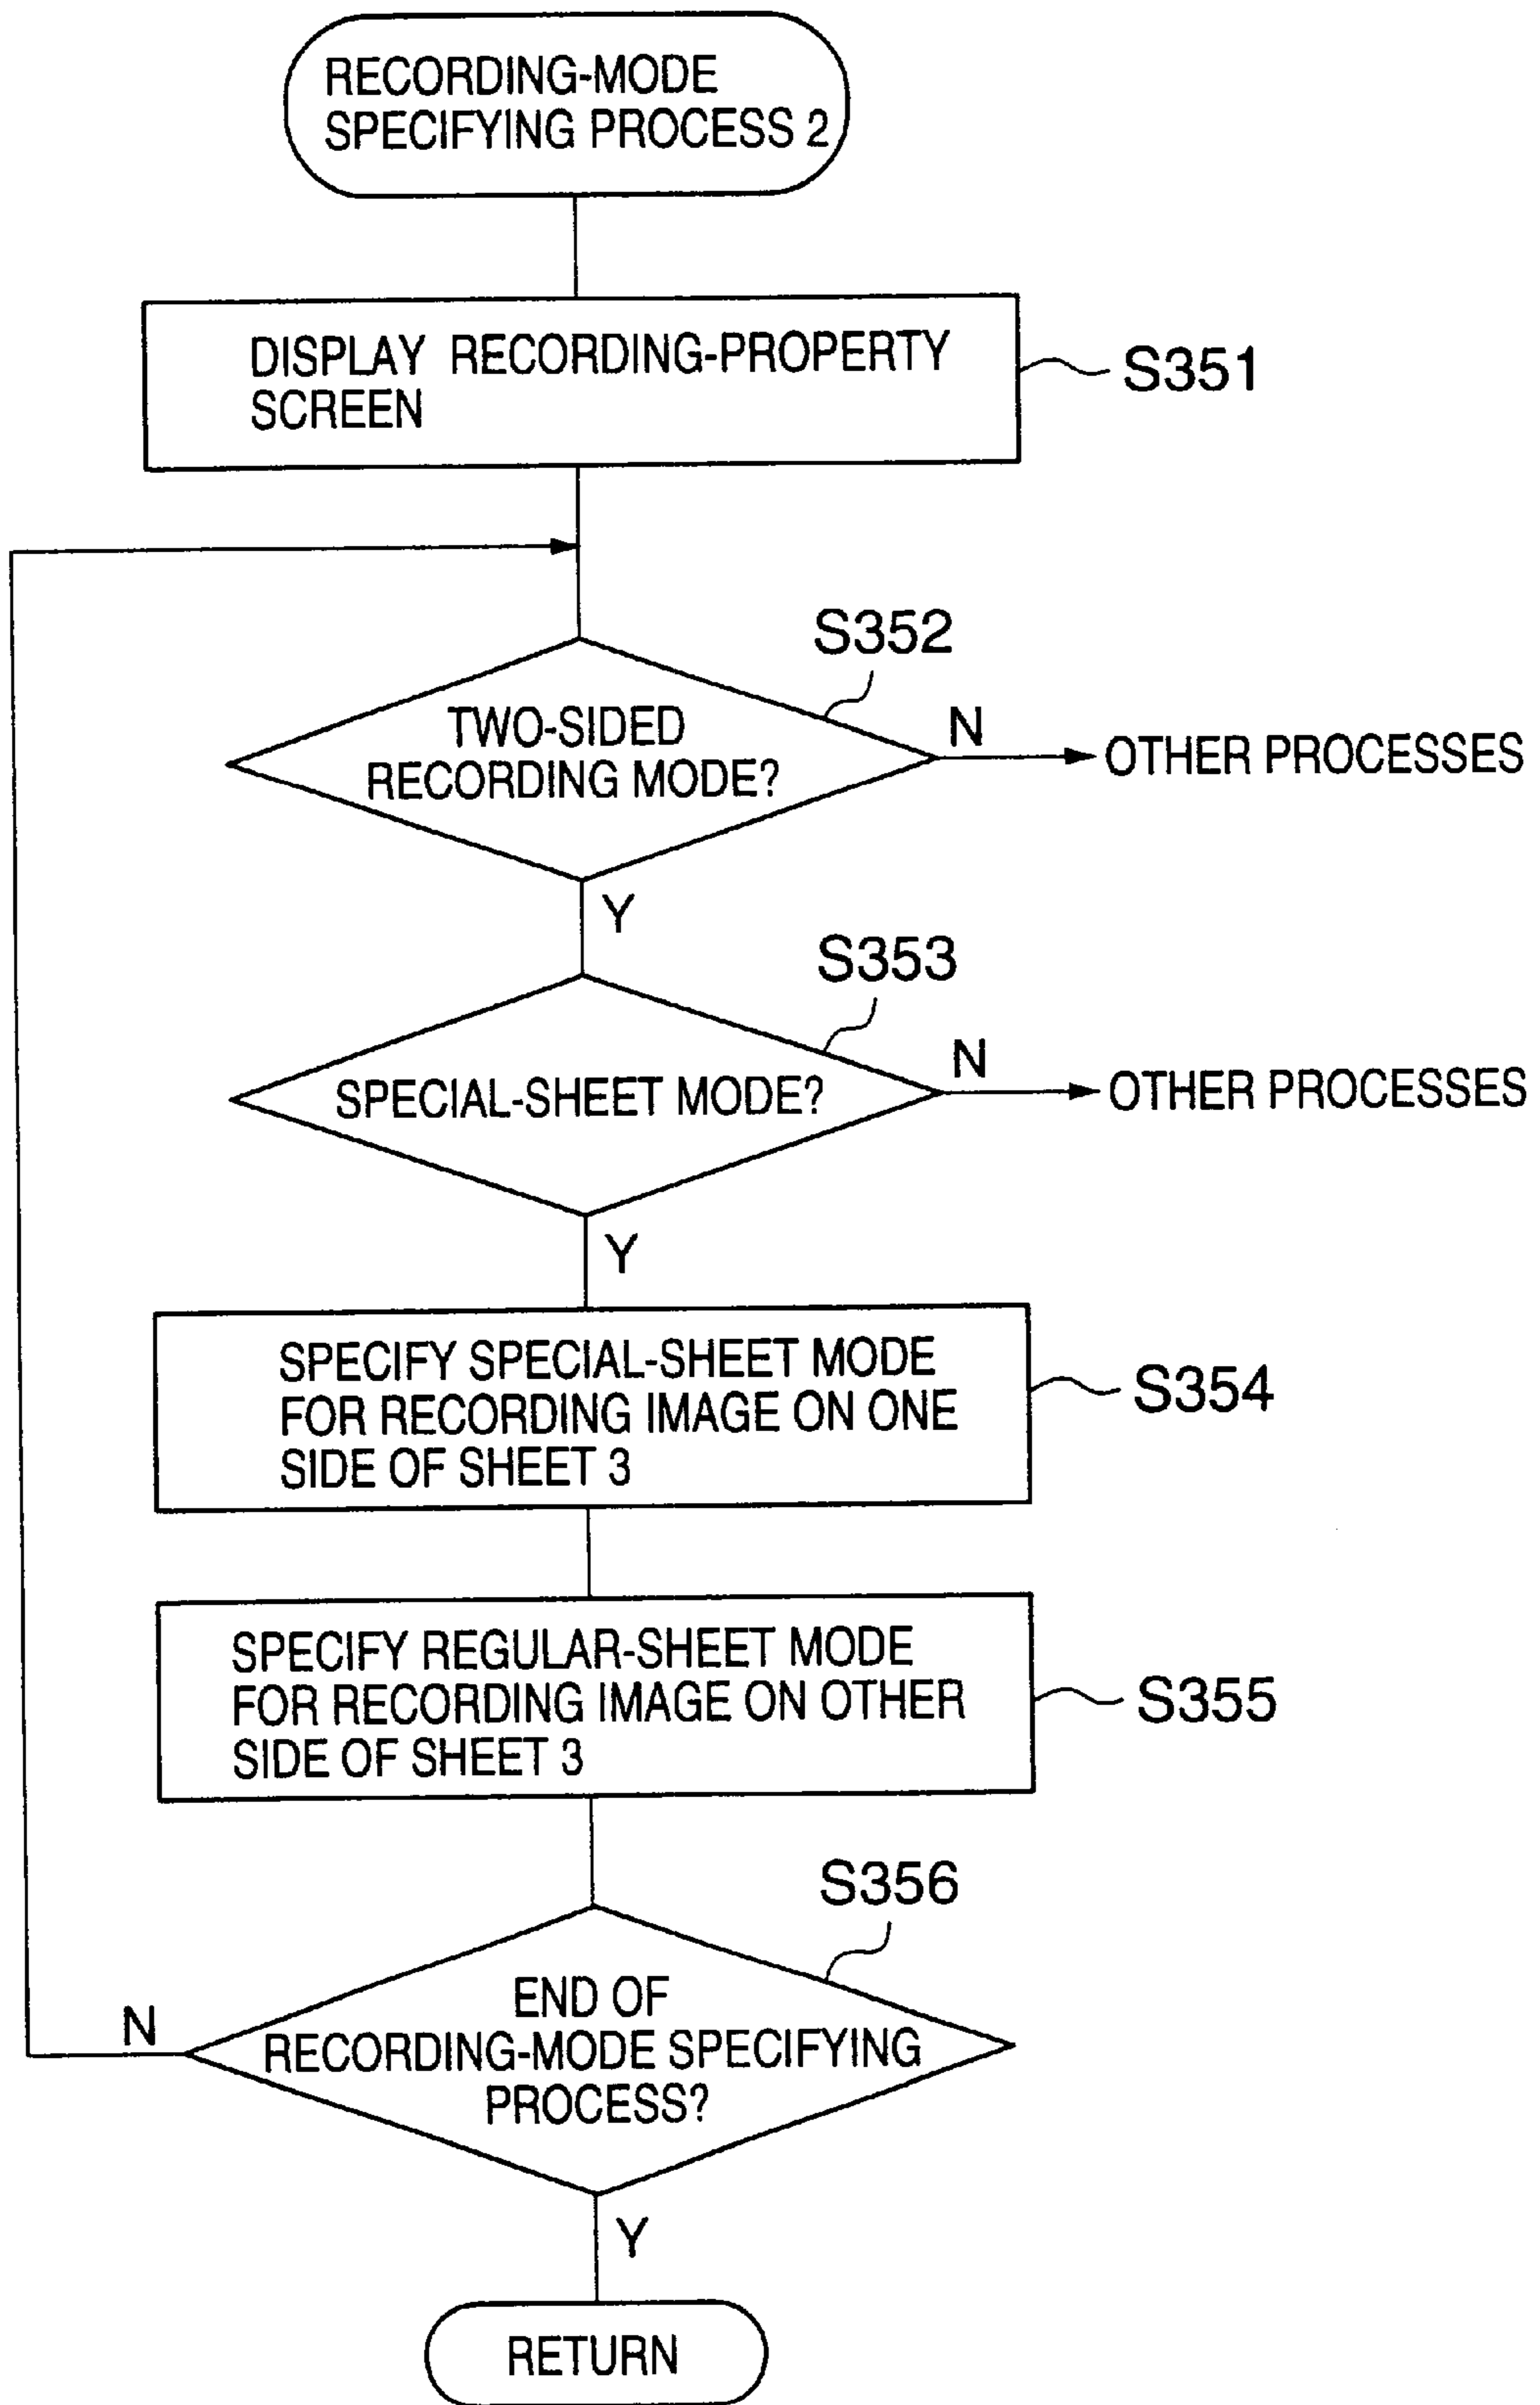 RECORDING-MODE
SPECIFYING PROCESS 2
DISPLAY RECORDING-PROPERTY
SCREEN
S351
S352
TWO-SIDED
RECORDING MODE?
N
OTHER PROCESSES
Y
S353
SPECIAL-SHEET MODE?
N
OTHER PROCESSES
Y
SPECIFY SPECIAL-SHEET MODE
FOR RECORDING IMAGE ON ONE
SIDE OF SHEET 3
S354
SPECIFY REGULAR-SHEET MODE
FOR RECORDING IMAGE ON OTHER
SIDE OF SHEET 3
S355
S356
END OF
RECORDING-MODE SPECIFYING
PROCESS?
N
Y
RETURN